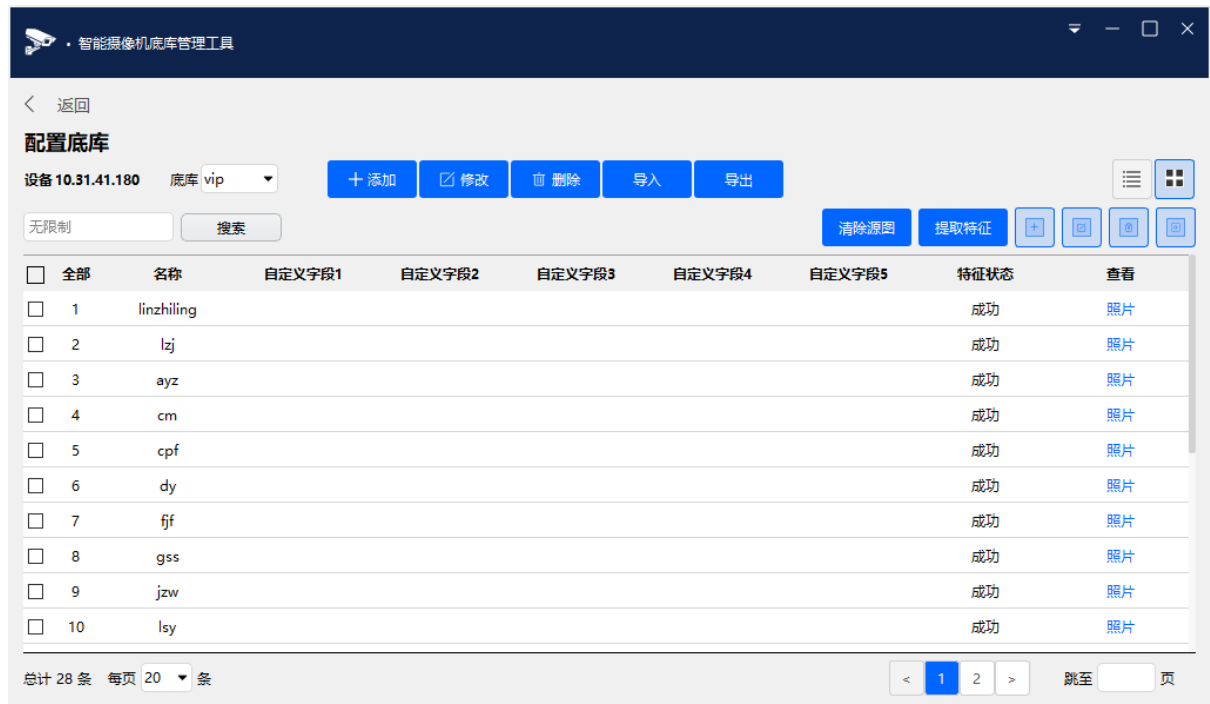 · 智能摄像机底库管理工具
返回
配置底库
设备 10.31.41.180 底库 vip 添加 修改 删除 导入 导出
无限制 搜索 清除源图 提取特征
全部 名称 自定义字段1 自定义字段2 自定义字段3 自定义字段4 自定义字段5 特征状态 查看
1 linzhiling 成功 照片
2 lzj 成功 照片
3 ayz 成功 照片
4 cm 成功 照片
5 cpf 成功 照片
6 dy 成功 照片
7 fjf 成功 照片
8 gss 成功 照片
9 jzw 成功 照片
10 lsy 成功 照片
总计 28 条 每页 20 条 < 1 2 > 跳至 页